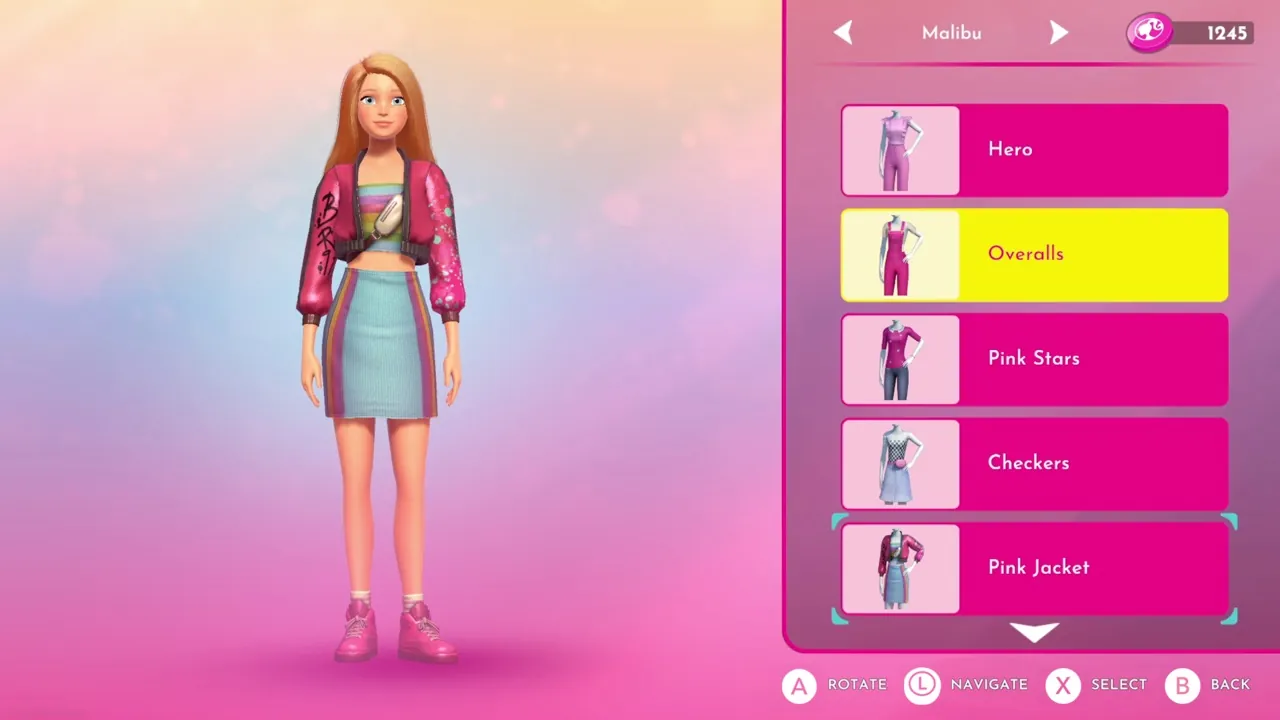 Malibu
1245
Hero
Overalls
Pink Stars
Checkers
Pink Jacket
A ROTATE L NAVIGATE X SELECT B BACK